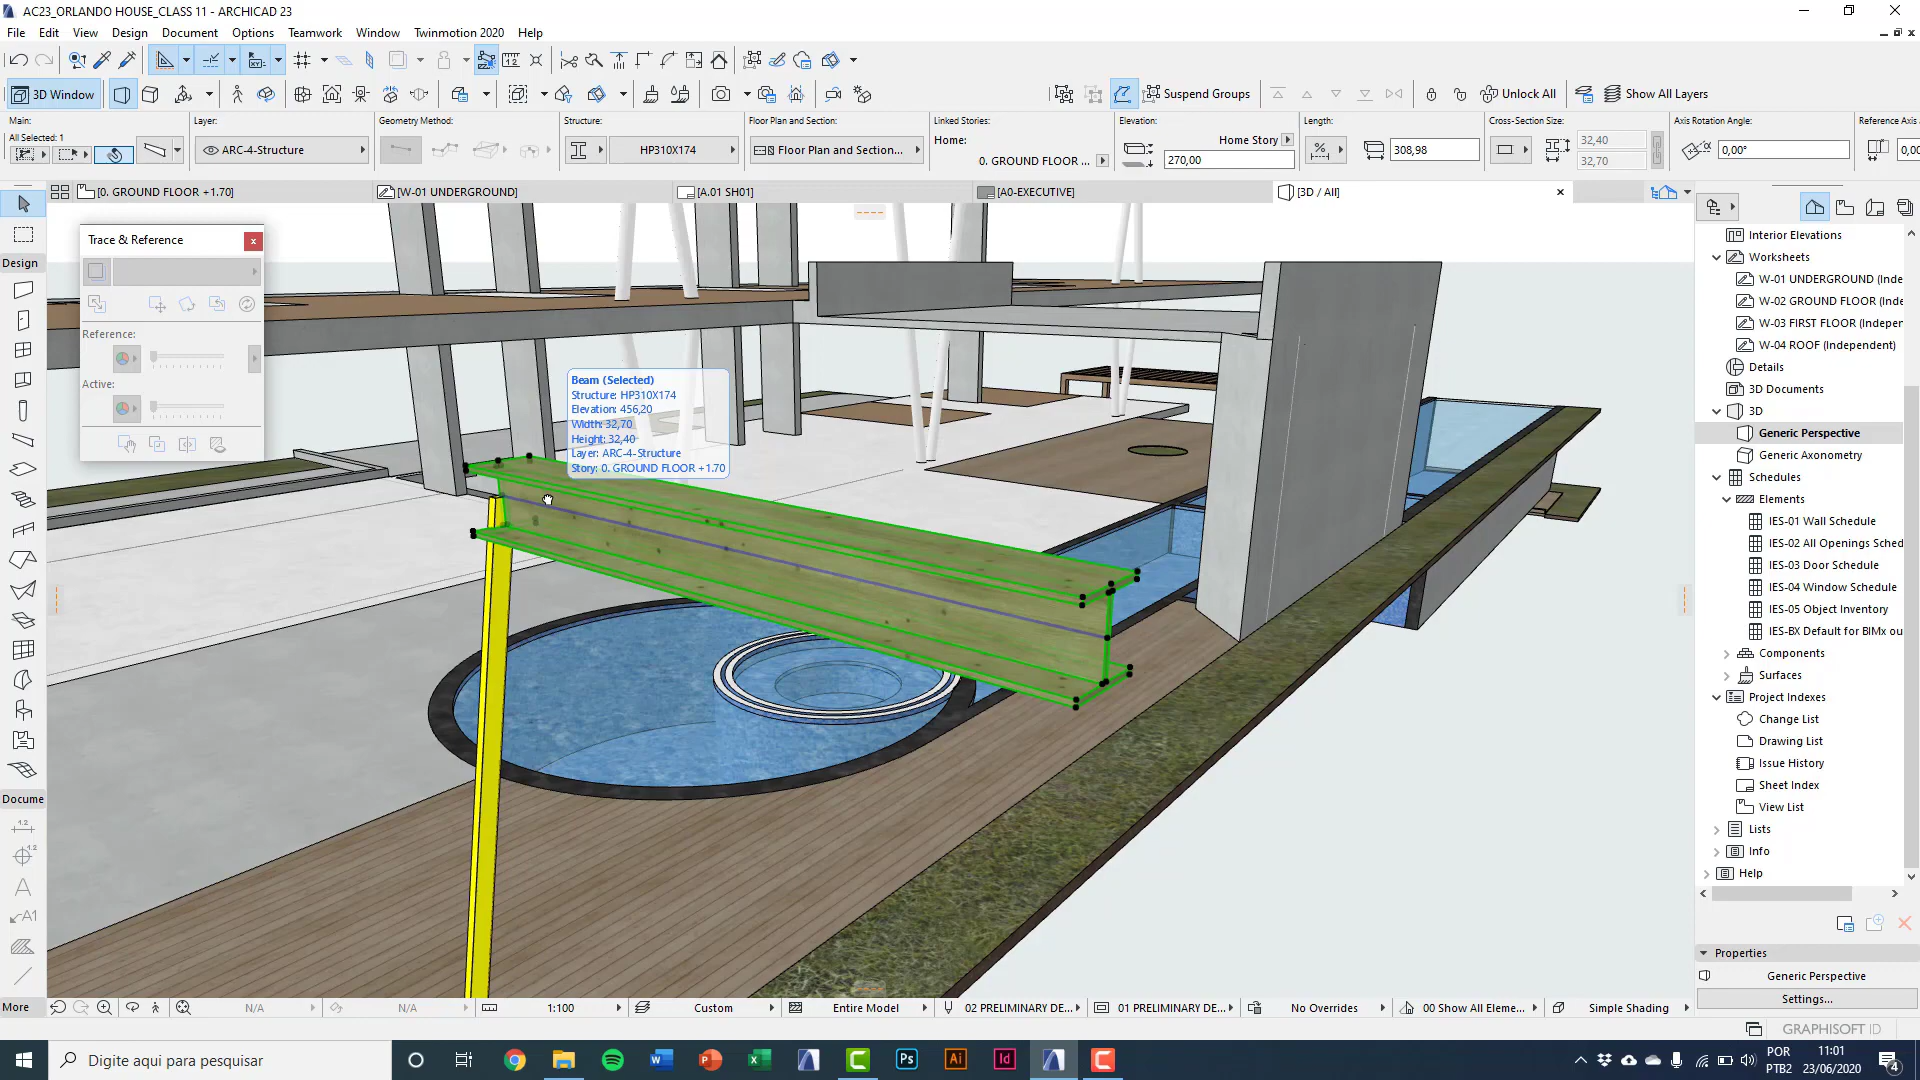 AC23_ORLANDO HOUSE_CLASS 11 - ARCHICAD 23
File Edit View Design Document Options Teamwork Window Twinmotion 2020 Help
3D Window
Suspend Groups
Unlock All
Show All Layers
Main:
All Selected: 1
Layer:
ARC-4-Structure
Geometry Method:
Structure:
HP310X174
Floor Plan and Section:
Floor Plan and Section...
Linked Stories:
Home:
0. GROUND FLOOR ...
Elevation:
Home Story
270,00
Length:
308,98
Cross-Section Size:
32,40
32,70
Axis Rotation Angle:
0,00°
Reference Axis
0,00
[0. GROUND FLOOR +1.70]
[W-01 UNDERGROUND]
[A.01 SH01]
[A0-EXECUTIVE]
[3D / All]
Trace & Reference
Reference:
Active:
Design
Docume
More
Beam (Selected)
Structure: HP310X174
Elevation: 456,20
Width: 32,70
Height: 32,40
Layer: ARC-4-Structure
Story: 0. GROUND FLOOR +1.70
Interior Elevations
Worksheets
W-01 UNDERGROUND (Inde
W-02 GROUND FLOOR (Inde
W-03 FIRST FLOOR (Indeper
W-04 ROOF (Independent)
Details
3D Documents
3D
Generic Perspective
Generic Axonometry
Schedules
Elements
IES-01 Wall Schedule
IES-02 All Openings Sched
IES-03 Door Schedule
IES-04 Window Schedule
IES-05 Object Inventory
IES-BX Default for BIMx ou
Components
Surfaces
Project Indexes
Change List
Drawing List
Issue History
Sheet Index
View List
Lists
Info
Help
Properties
Generic Perspective
Settings...
N/A
N/A
1:100
Custom
Entire Model
02 PRELIMINARY DE...
01 PRELIMINARY DE...
No Overrides
00 Show All Eleme...
Simple Shading
GRAPHISOFT ID
Digite aqui para pesquisar
POR
PTB2
11:01
23/06/2020
4